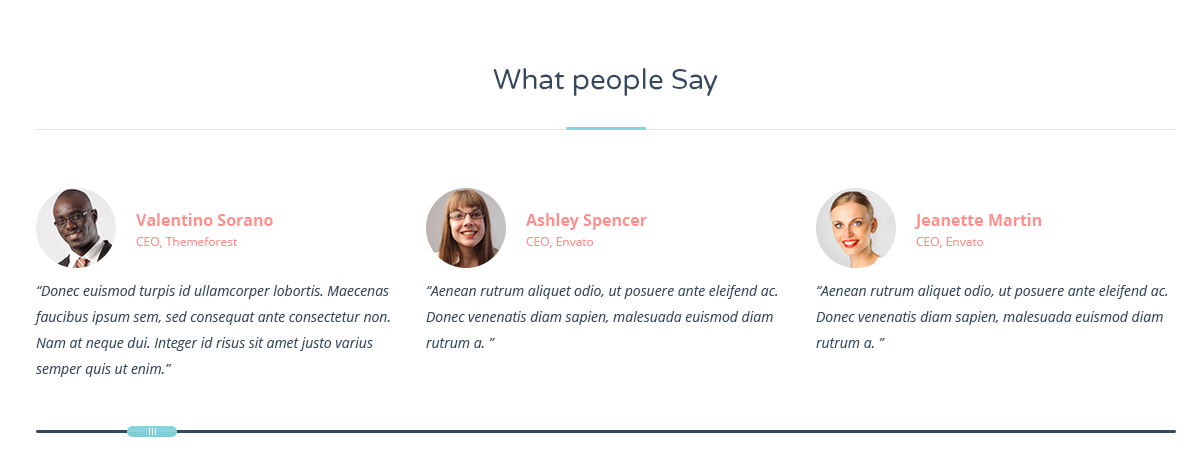 What people Say
Valentino Sorano
CEO, Themeforest
“Donec euismod turpis id ullamcorper lobortis. Maecenas
faucibus ipsum sem, sed consequat ante consectetur non.
Nam at neque dui. Integer id risus sit amet justo varius
semper quis ut enim.”
Ashley Spencer
CEO, Envato
“Aenean rutrum aliquet odio, ut posuere ante eleifend ac.
Donec venenatis diam sapien, malesuada euismod diam
rutrum a. ”
Jeanette Martin
CEO, Envato
“Aenean rutrum aliquet odio, ut posuere ante eleifend ac.
Donec venenatis diam sapien, malesuada euismod diam
rutrum a. ”